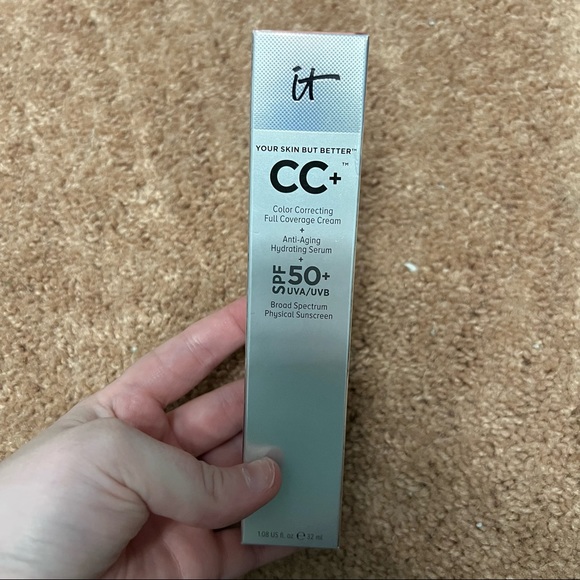 it
YOUR SKIN BUT BETTER™
CC+™
Color Correcting
Full Coverage Cream
+
Anti-Aging
Hydrating Serum
+
SPF 50+
UVA/UVB
Broad Spectrum
Physical Sunscreen
1.08 US fl. oz ℮ 32 ml